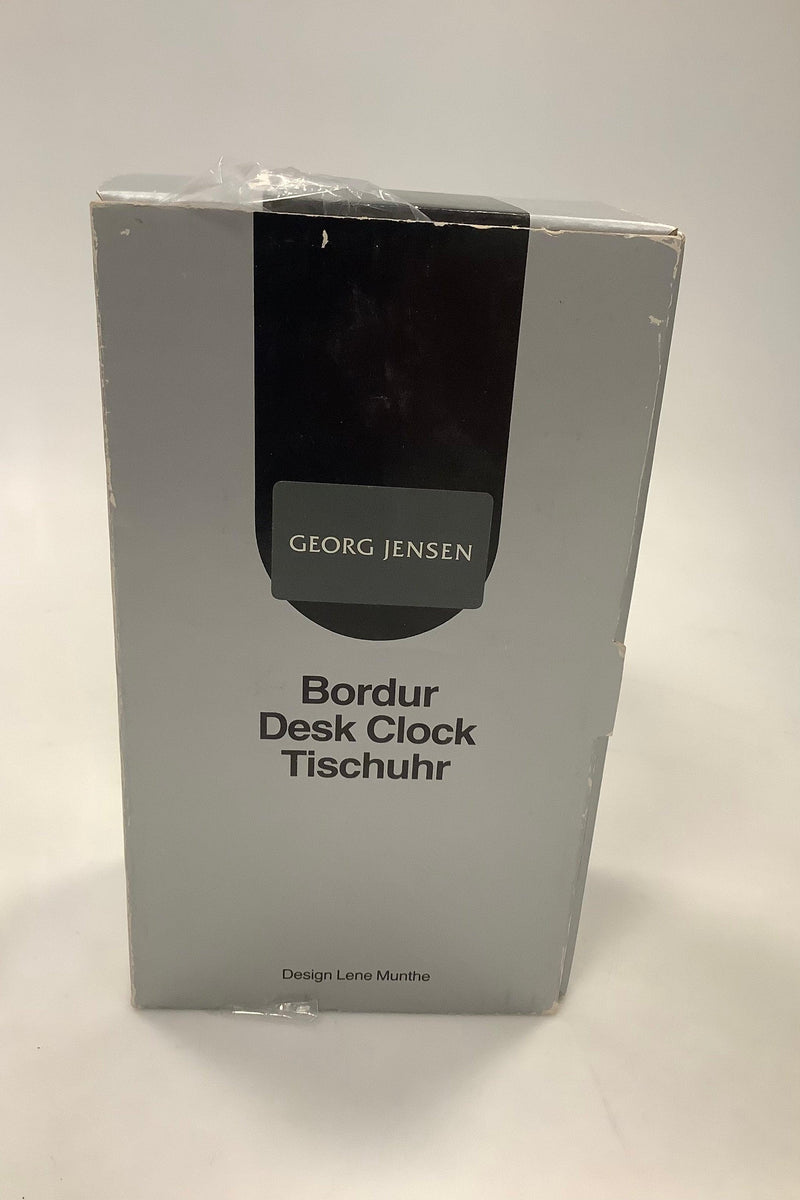 GEORG JENSEN
Bordur
Desk Clock
Tischuhr
Design Lene Munthe